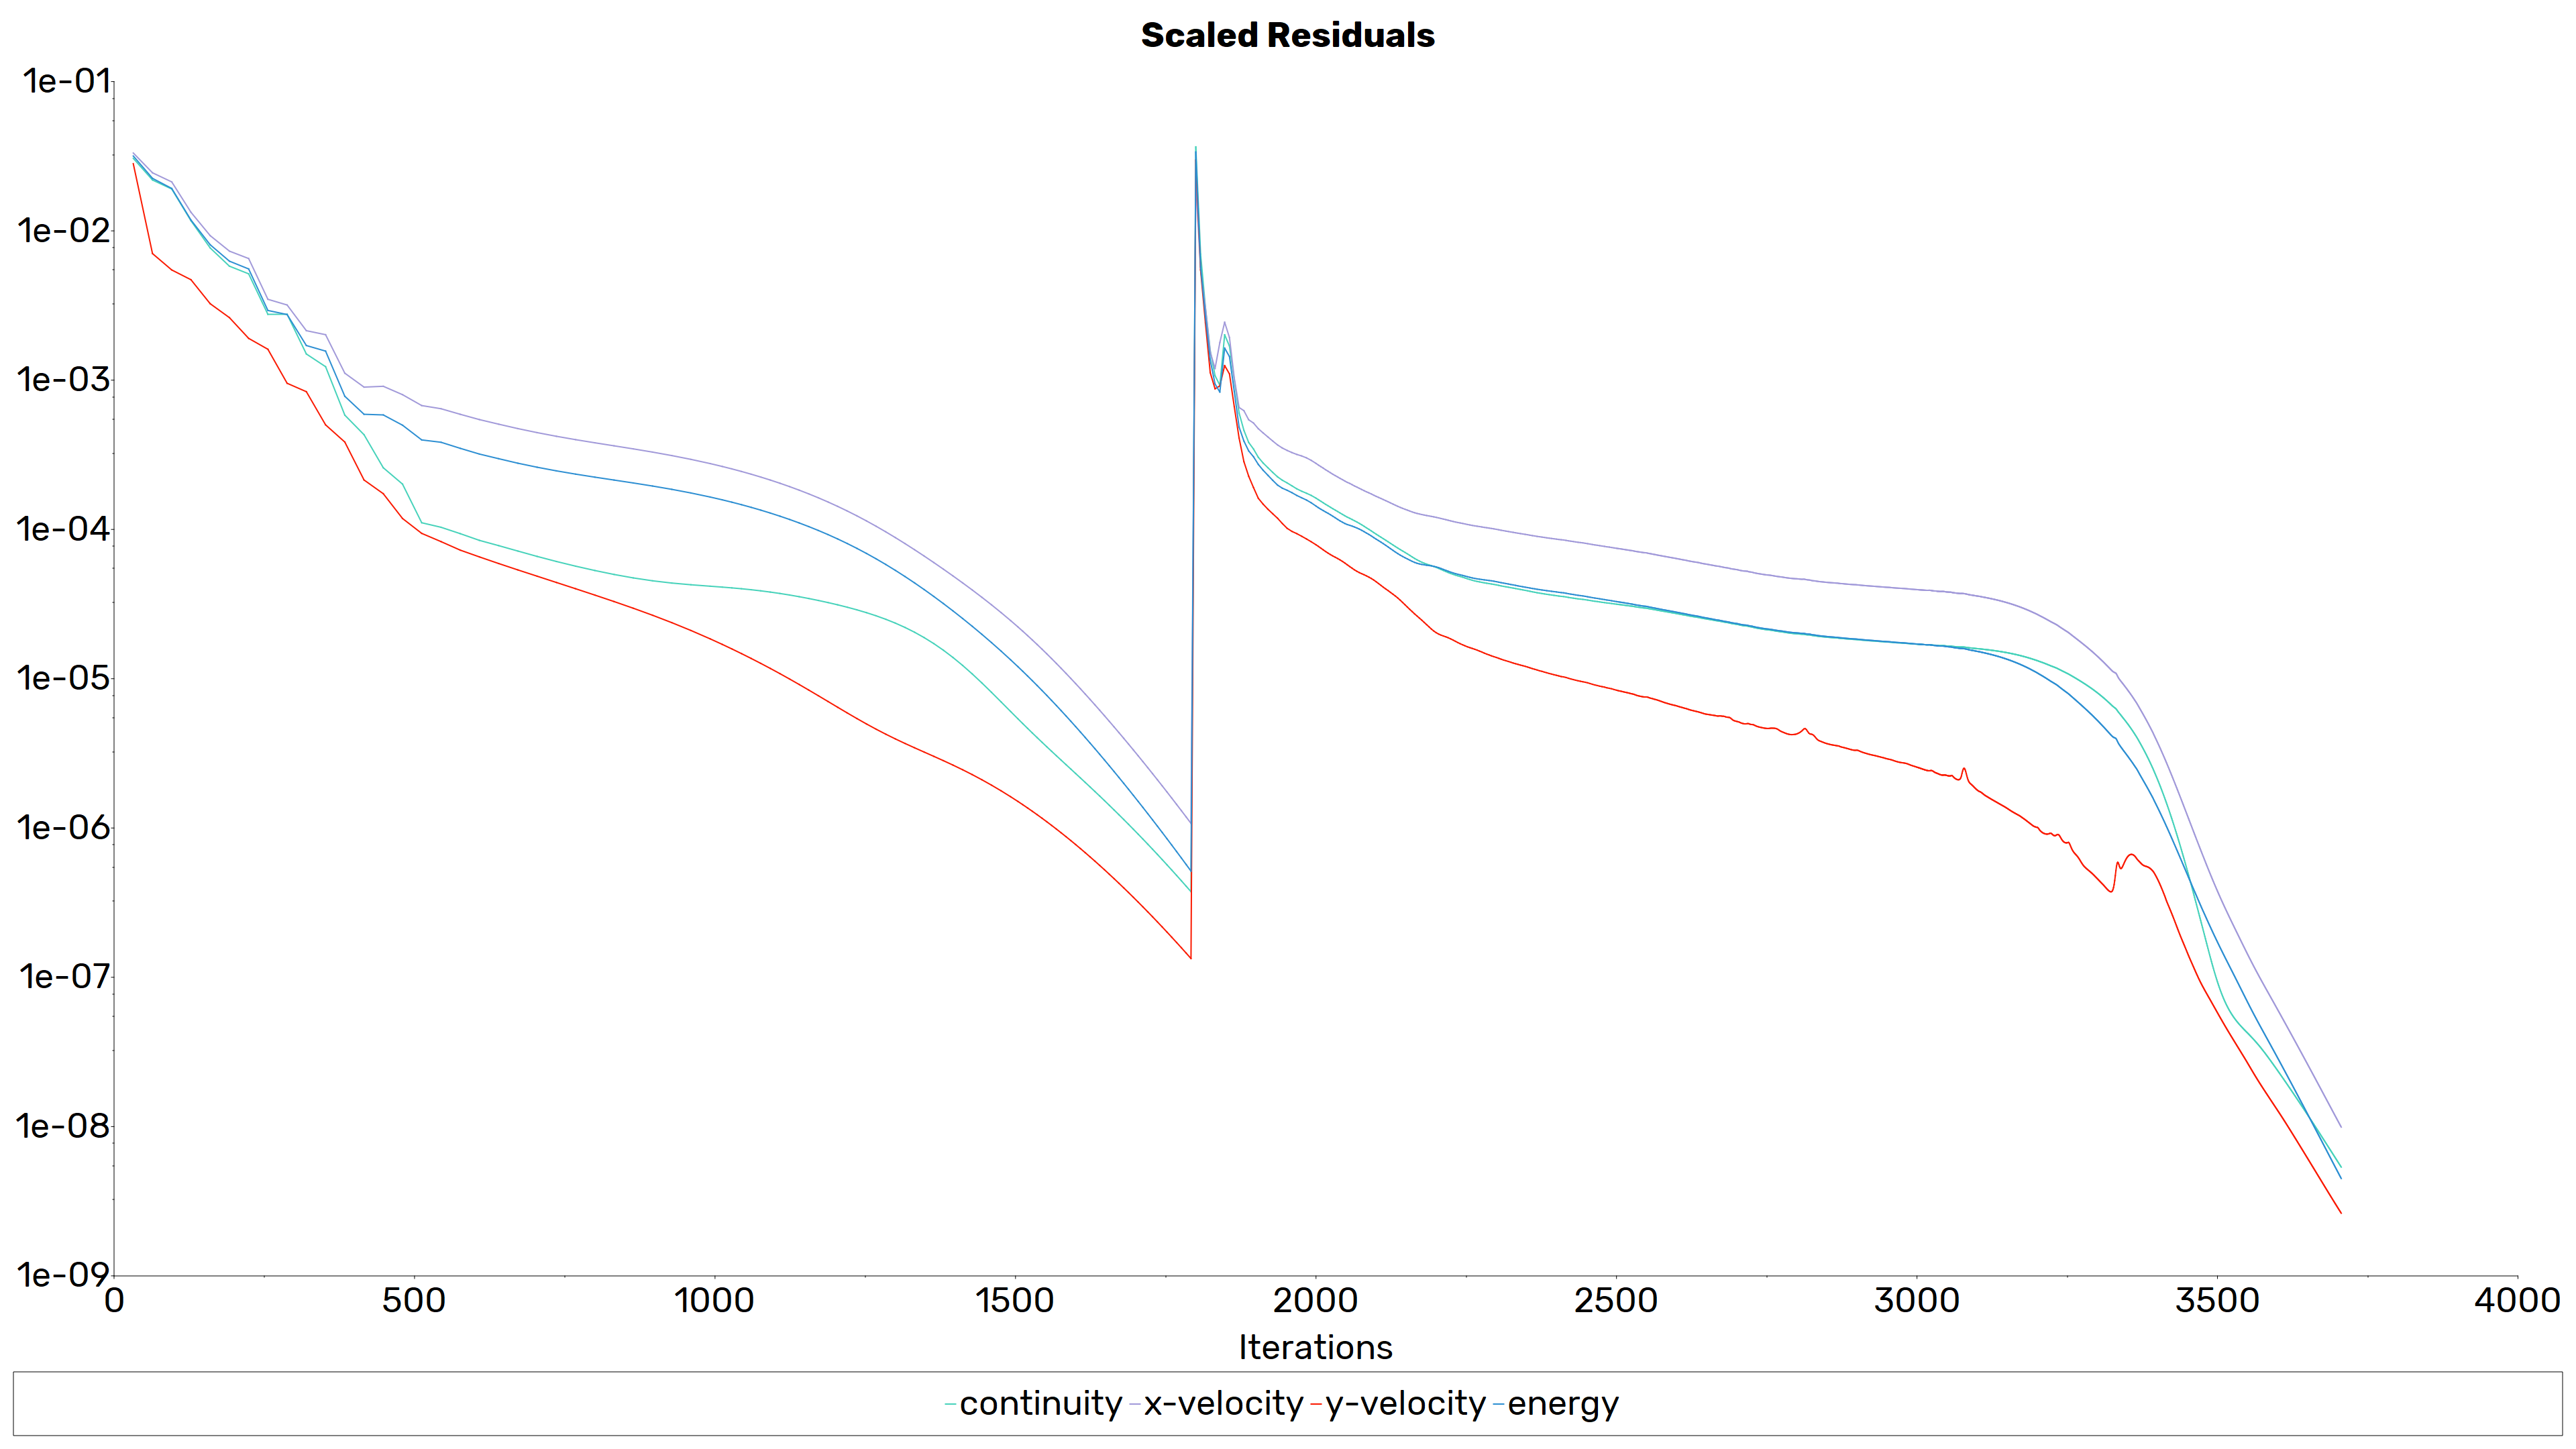 Scaled Residuals
1e-01
1e-02
1e-03
1e-04
1e-05
1e-06
1e-07
1e-08
1e-09
0 500 1000 1500 2000 2500 3000 3500 4000
Iterations
continuity x-velocity y-velocity energy